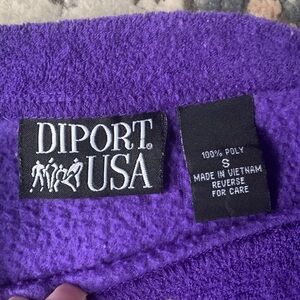 DIPORT®
USA
100% POLY
S
MADE IN VIETNAM
REVERSE
FOR CARE